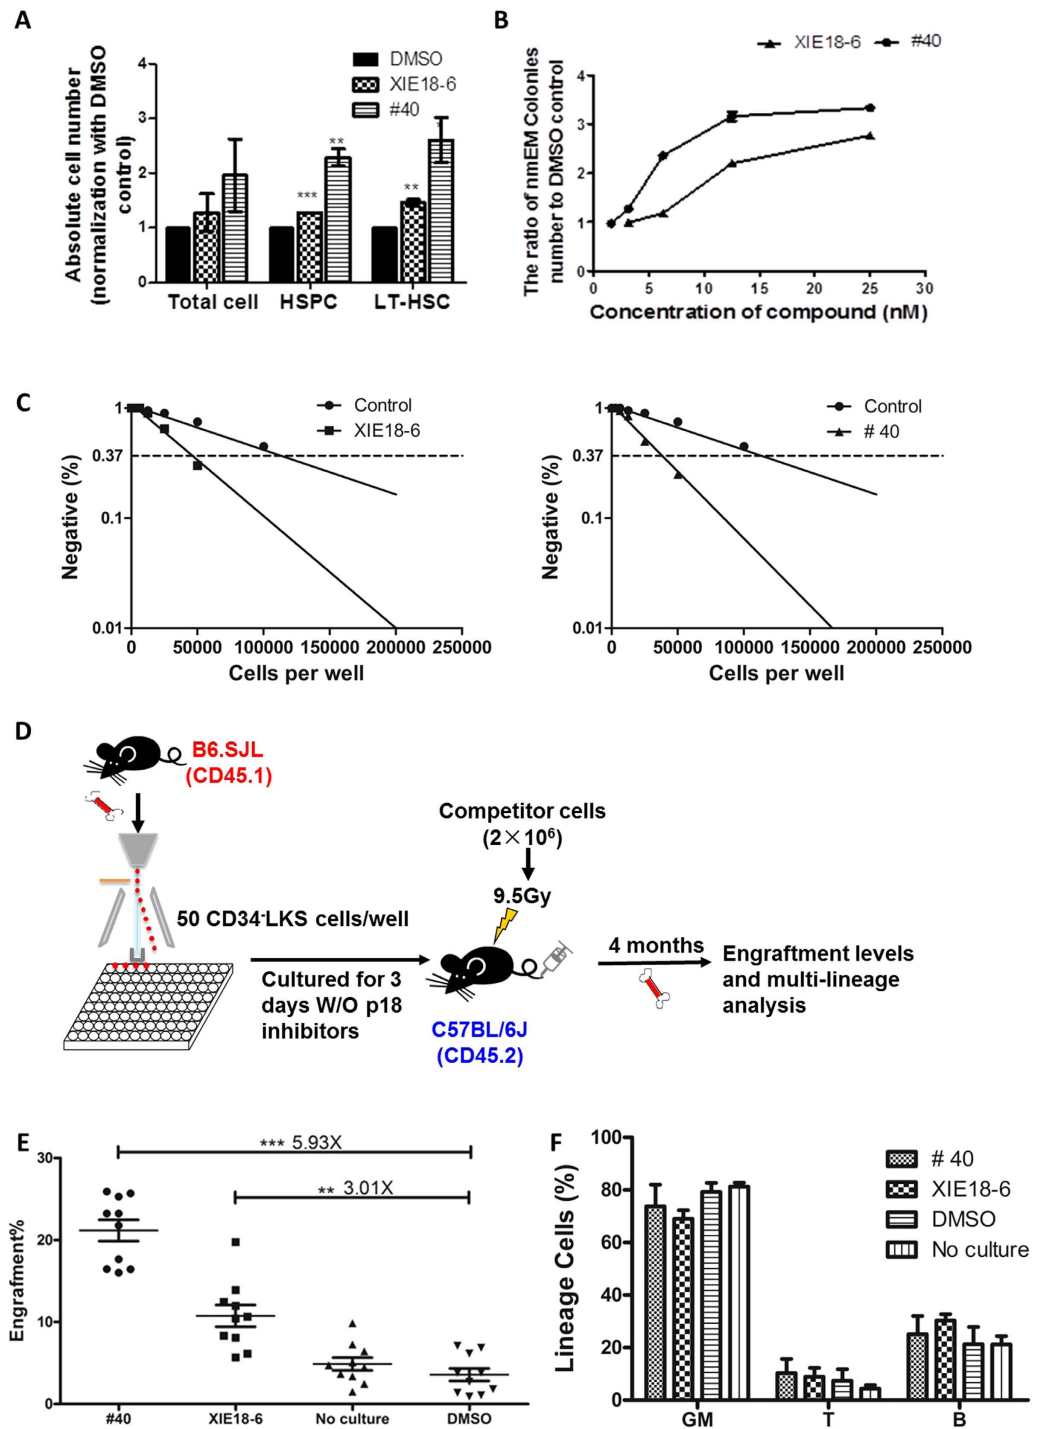 A
Absolute cell number
(normalization with DMSO
control)
4
3
2
1
0
DMSO
XIE18-6
#40
***
**
**
*
Total cell
HSPC
LT-HSC
B
XIE18-6
#40
The ratio of nmEM Colonies
number to DMSO control
4
3
2
1
0
0
5
10
15
20
25
30
Concentration of compound (nM)
C
Negative (%)
1
0.37
0.1
0.01
Control
XIE18-6
0
50000
100000
150000
200000
250000
Cells per well
Negative (%)
1
0.37
0.1
0.01
Control
# 40
0
50000
100000
150000
200000
250000
Cells per well
D
B6.SJL
(CD45.1)
50 CD34-LKS cells/well
Cultured for 3
days W/O p18
inhibitors
Competitor cells
(2×10⁶)
9.5Gy
C57BL/6J
(CD45.2)
4 months
Engraftment levels
and multi-lineage
analysis
E
Engrafment%
30
20
10
0
*** 5.93X
** 3.01X
#40
XIE18-6
No culture
DMSO
F
Lineage Cells (%)
100
80
60
40
20
0
# 40
XIE18-6
DMSO
No culture
GM
T
B